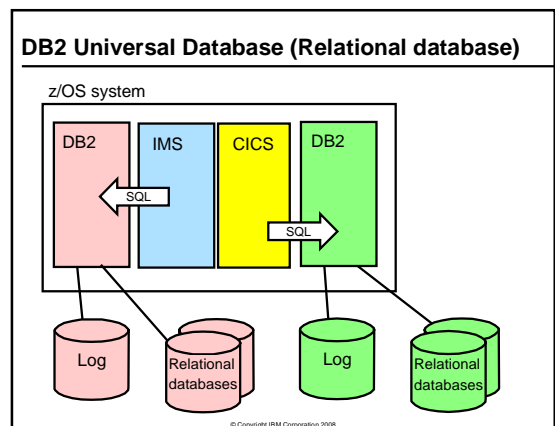 DB2 Universal Database (Relational database)
z/OS system
DB2
IMS
CICS
DB2
SQL
SQL
Log
Relational
databases
Log
Relational
databases
© Copyright IBM Corporation 2008